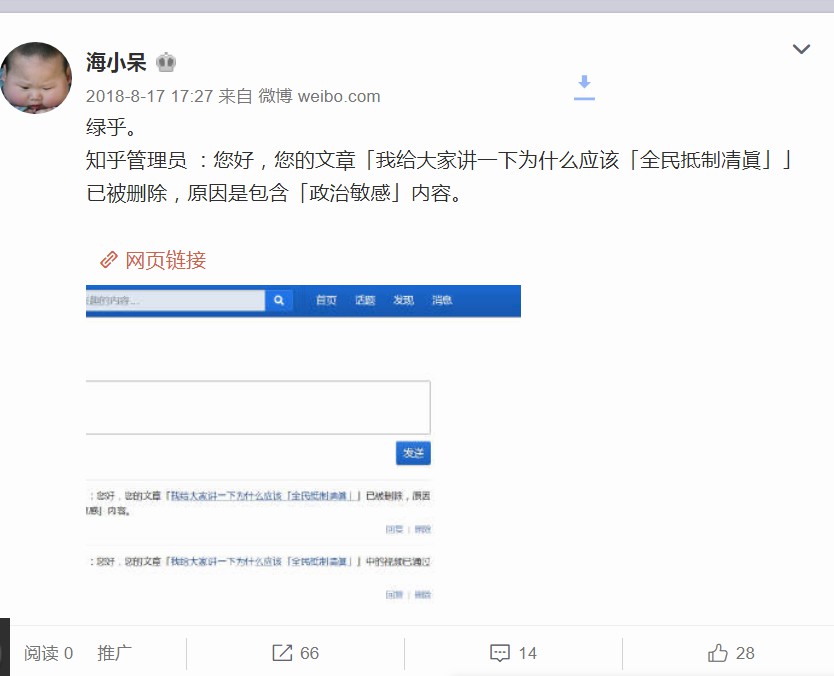 海小呆
2018-8-17 17:27 来自 微博 weibo.com
绿乎。
知乎管理员 ：您好，您的文章「我给大家讲一下为什么应该「全民抵制凊眞」」
已被删除，原因是包含「政治敏感」内容。
网页链接
趣的内容... 首页 话题 发现 消息
发送
：您好，您的文章「我给大家讲一下为什么应该「全民抵制凊眞」」已被删除，原因
敏感」内容。
回复 | 删除
：您好，您的文章「我给大家讲一下为什么应该「全民抵制凊眞」」中的视频已通过
回复 | 删除
阅读 0 推广 66 14 28